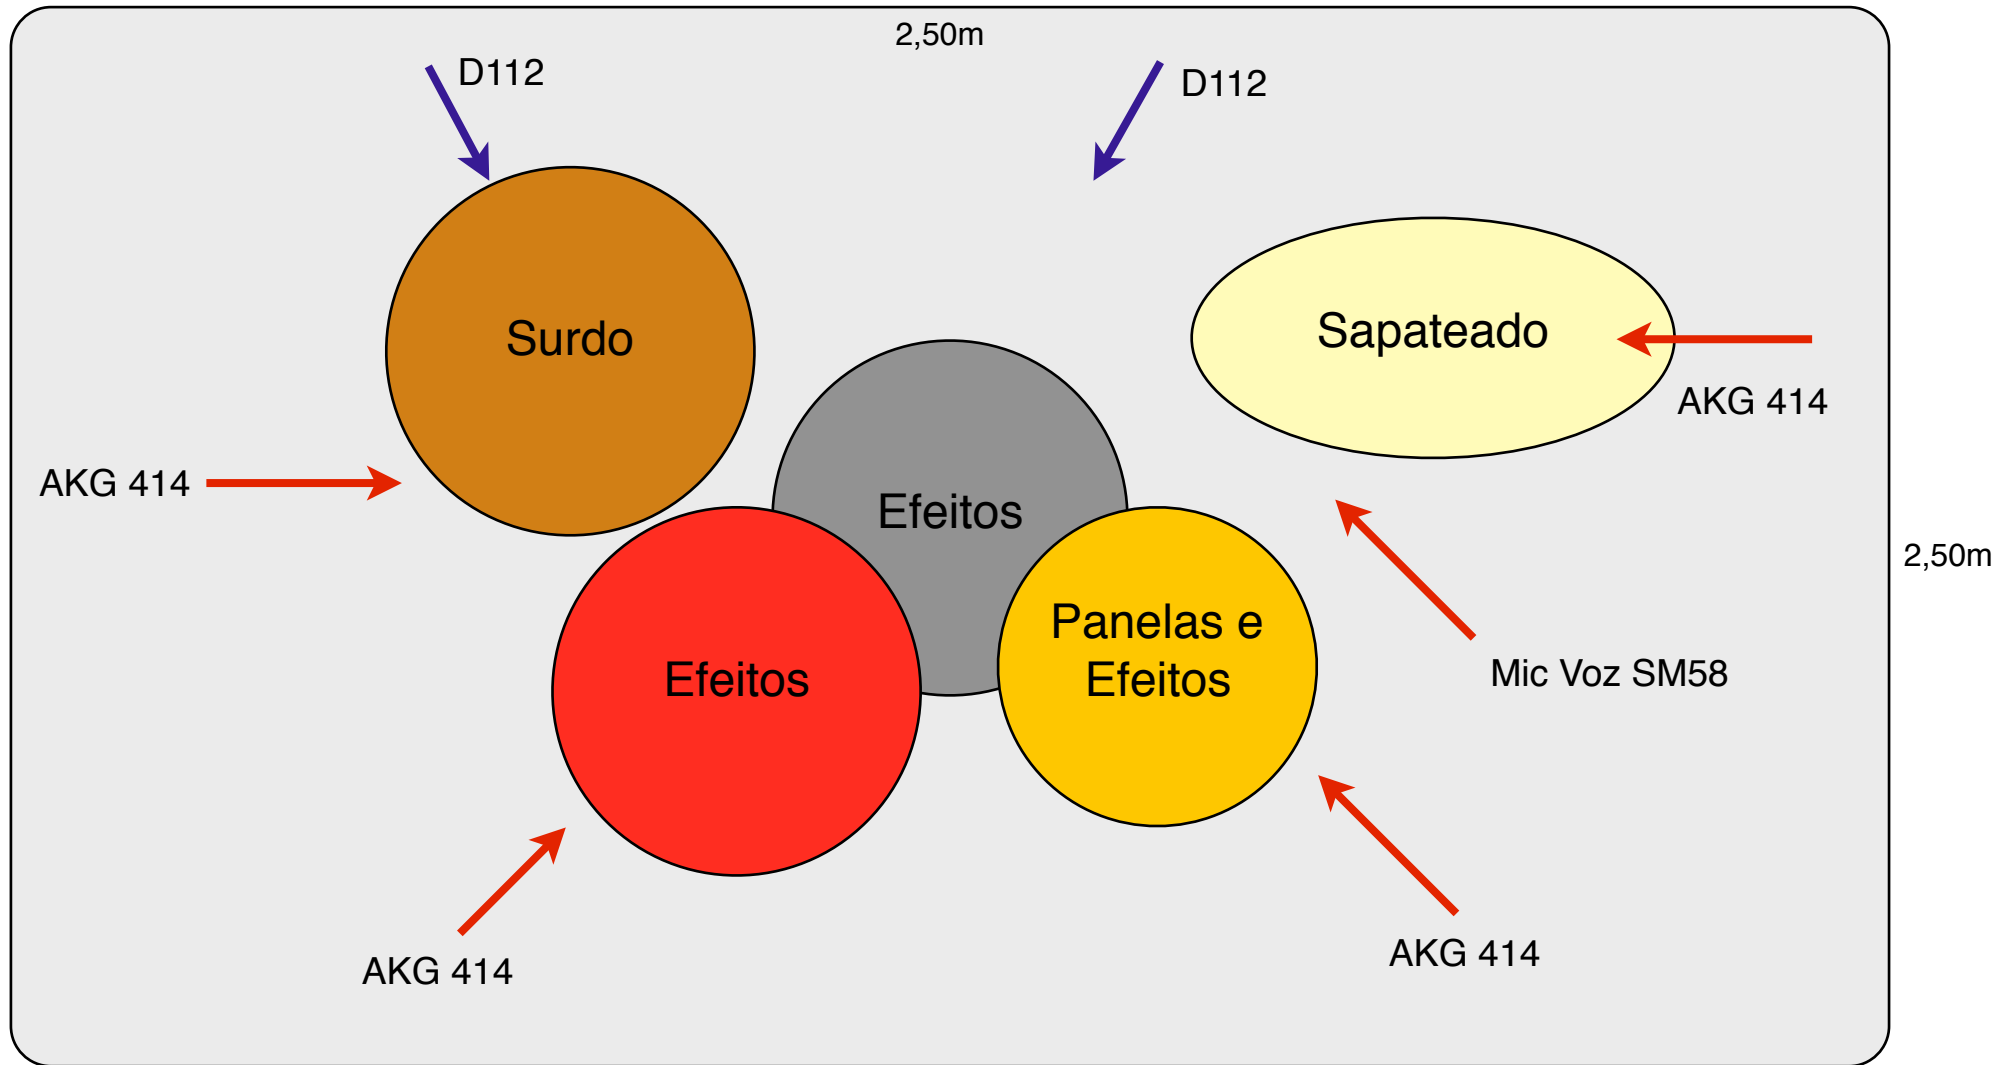 2,50m
D112
D112
Surdo
Sapateado
AKG 414
AKG 414
Efeitos
2,50m
Panelas e
Efeitos
Efeitos
Mic Voz SM58
AKG 414
AKG 414